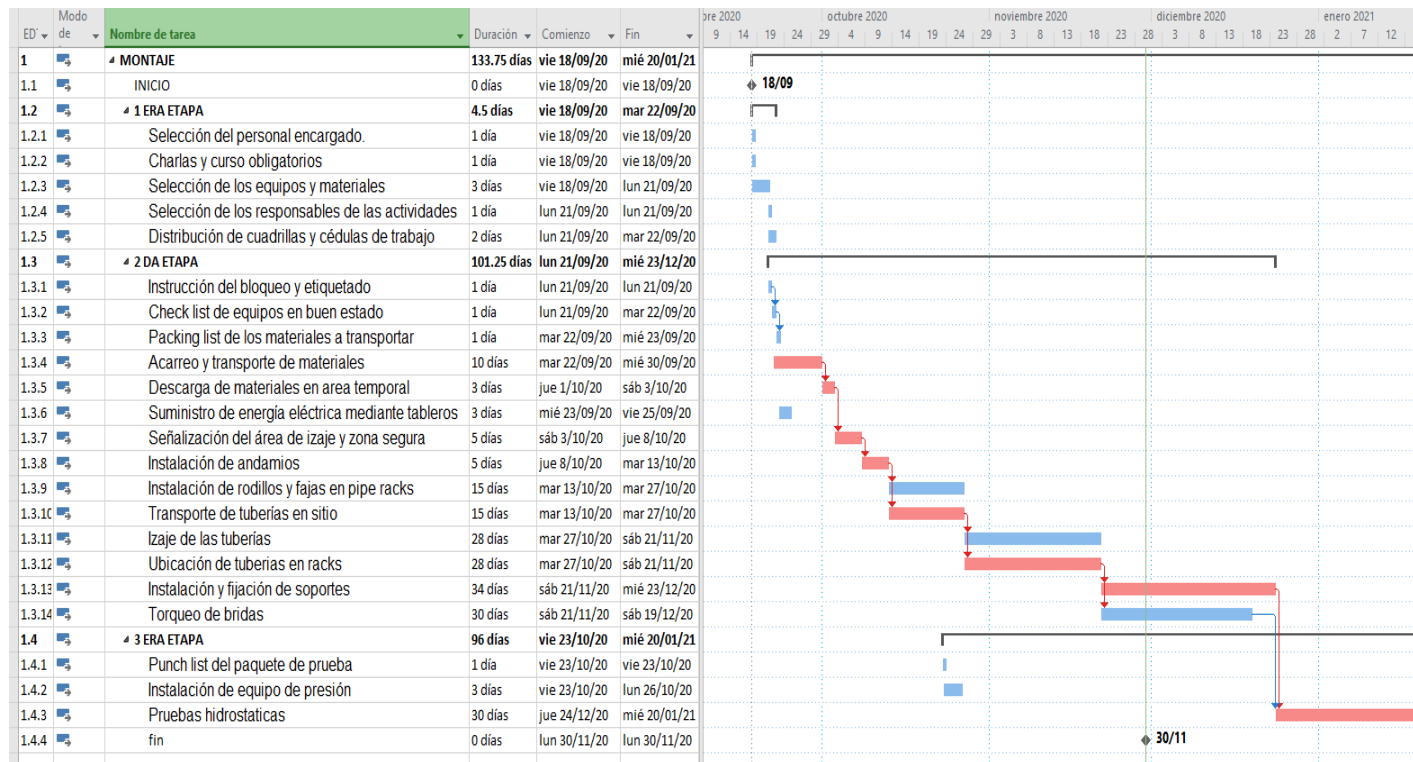 Modo
ED de Nombre de tarea Duración Comienzo Fin
bre 2020 octubre 2020 noviembre 2020 diciembre 2020 enero 2021
9 14 19 24 29 4 9 14 19 24 29 3 8 13 18 23 28 3 8 13 18 23 28 2 7 12
1 MONTAJE 133.75 días vie 18/09/20 mié 20/01/21
1.1 INICIO 0 días vie 18/09/20 vie 18/09/20 18/09
1.2 1 ERA ETAPA 4.5 días vie 18/09/20 mar 22/09/20
1.2.1 Selección del personal encargado. 1 día vie 18/09/20 vie 18/09/20
1.2.2 Charlas y curso obligatorios 1 día vie 18/09/20 vie 18/09/20
1.2.3 Selección de los equipos y materiales 3 días vie 18/09/20 lun 21/09/20
1.2.4 Selección de los responsables de las actividades 1 día lun 21/09/20 lun 21/09/20
1.2.5 Distribución de cuadrillas y cédulas de trabajo 2 días lun 21/09/20 mar 22/09/20
1.3 2 DA ETAPA 101.25 días lun 21/09/20 mié 23/12/20
1.3.1 Instrucción del bloqueo y etiquetado 1 día lun 21/09/20 lun 21/09/20
1.3.2 Check list de equipos en buen estado 1 día lun 21/09/20 mar 22/09/20
1.3.3 Packing list de los materiales a transportar 1 día mar 22/09/20 mié 23/09/20
1.3.4 Acarreo y transporte de materiales 10 días mar 22/09/20 mié 30/09/20
1.3.5 Descarga de materiales en area temporal 3 días jue 1/10/20 sáb 3/10/20
1.3.6 Suministro de energía eléctrica mediante tableros 3 días mié 23/09/20 vie 25/09/20
1.3.7 Señalización del área de izaje y zona segura 5 días sáb 3/10/20 jue 8/10/20
1.3.8 Instalación de andamios 5 días jue 8/10/20 mar 13/10/20
1.3.9 Instalación de rodillos y fajas en pipe racks 15 días mar 13/10/20 mar 27/10/20
1.3.10 Transporte de tuberías en sitio 15 días mar 13/10/20 mar 27/10/20
1.3.11 Izaje de las tuberías 28 días mar 27/10/20 sáb 21/11/20
1.3.12 Ubicación de tuberias en racks 28 días mar 27/10/20 sáb 21/11/20
1.3.13 Instalación y fijación de soportes 34 días sáb 21/11/20 mié 23/12/20
1.3.14 Torqueo de bridas 30 días sáb 21/11/20 sáb 19/12/20
1.4 3 ERA ETAPA 96 días vie 23/10/20 mié 20/01/21
1.4.1 Punch list del paquete de prueba 1 día vie 23/10/20 vie 23/10/20
1.4.2 Instalación de equipo de presión 3 días vie 23/10/20 lun 26/10/20
1.4.3 Pruebas hidrostaticas 30 días jue 24/12/20 mié 20/01/21
1.4.4 fin 0 días lun 30/11/20 lun 30/11/20 30/11